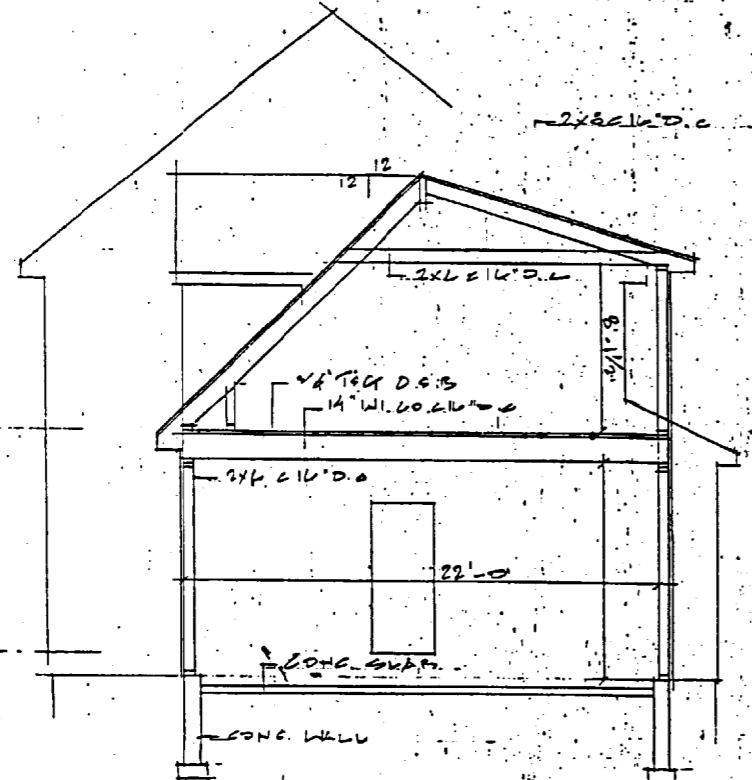 2X8@16"O.C
12
12
2X6@16"O.C
8'-1 1/2"
3/4" T&G O.S.B
14" WI.60@16"O.C
2X6@16"O.C
22'-0"
CONC. SLAB
CONC. WALL